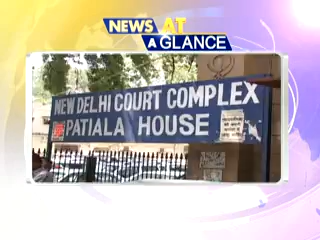 NEWS AT
A GLANCE
NEW DELHI COURT COMPLEX
PATIALA HOUSE